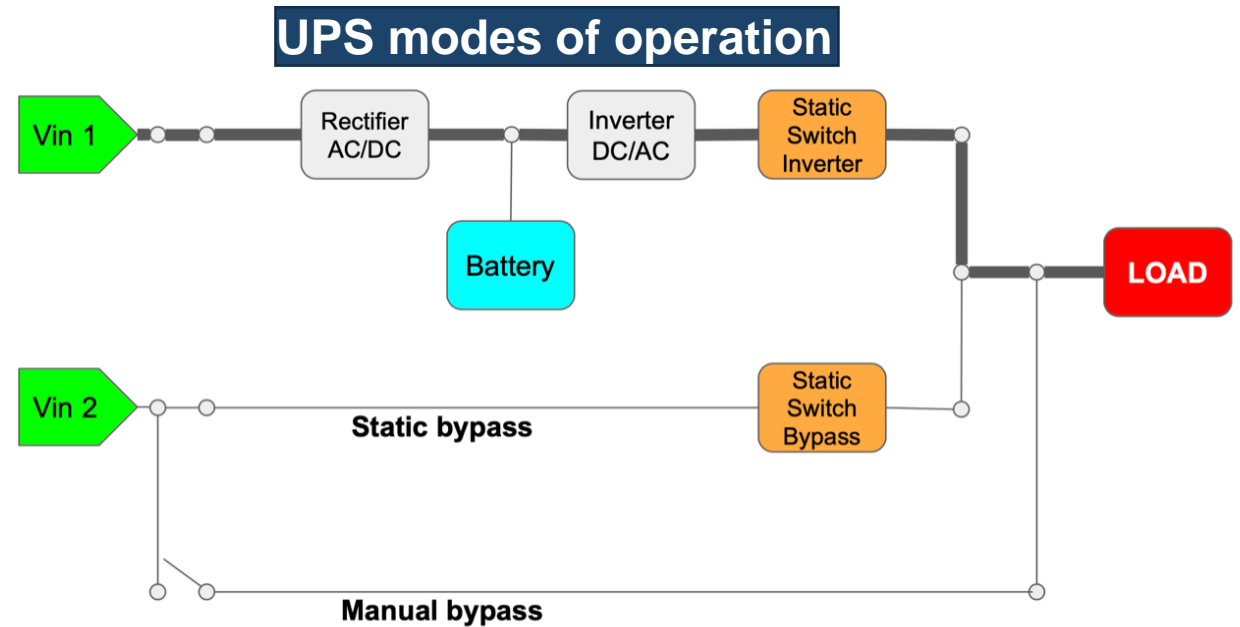 UPS modes of operation
Vin 1
Rectifier
AC/DC
Inverter
DC/AC
Static
Switch
Inverter
Battery
LOAD
Vin 2
Static bypass
Static
Switch
Bypass
Manual bypass